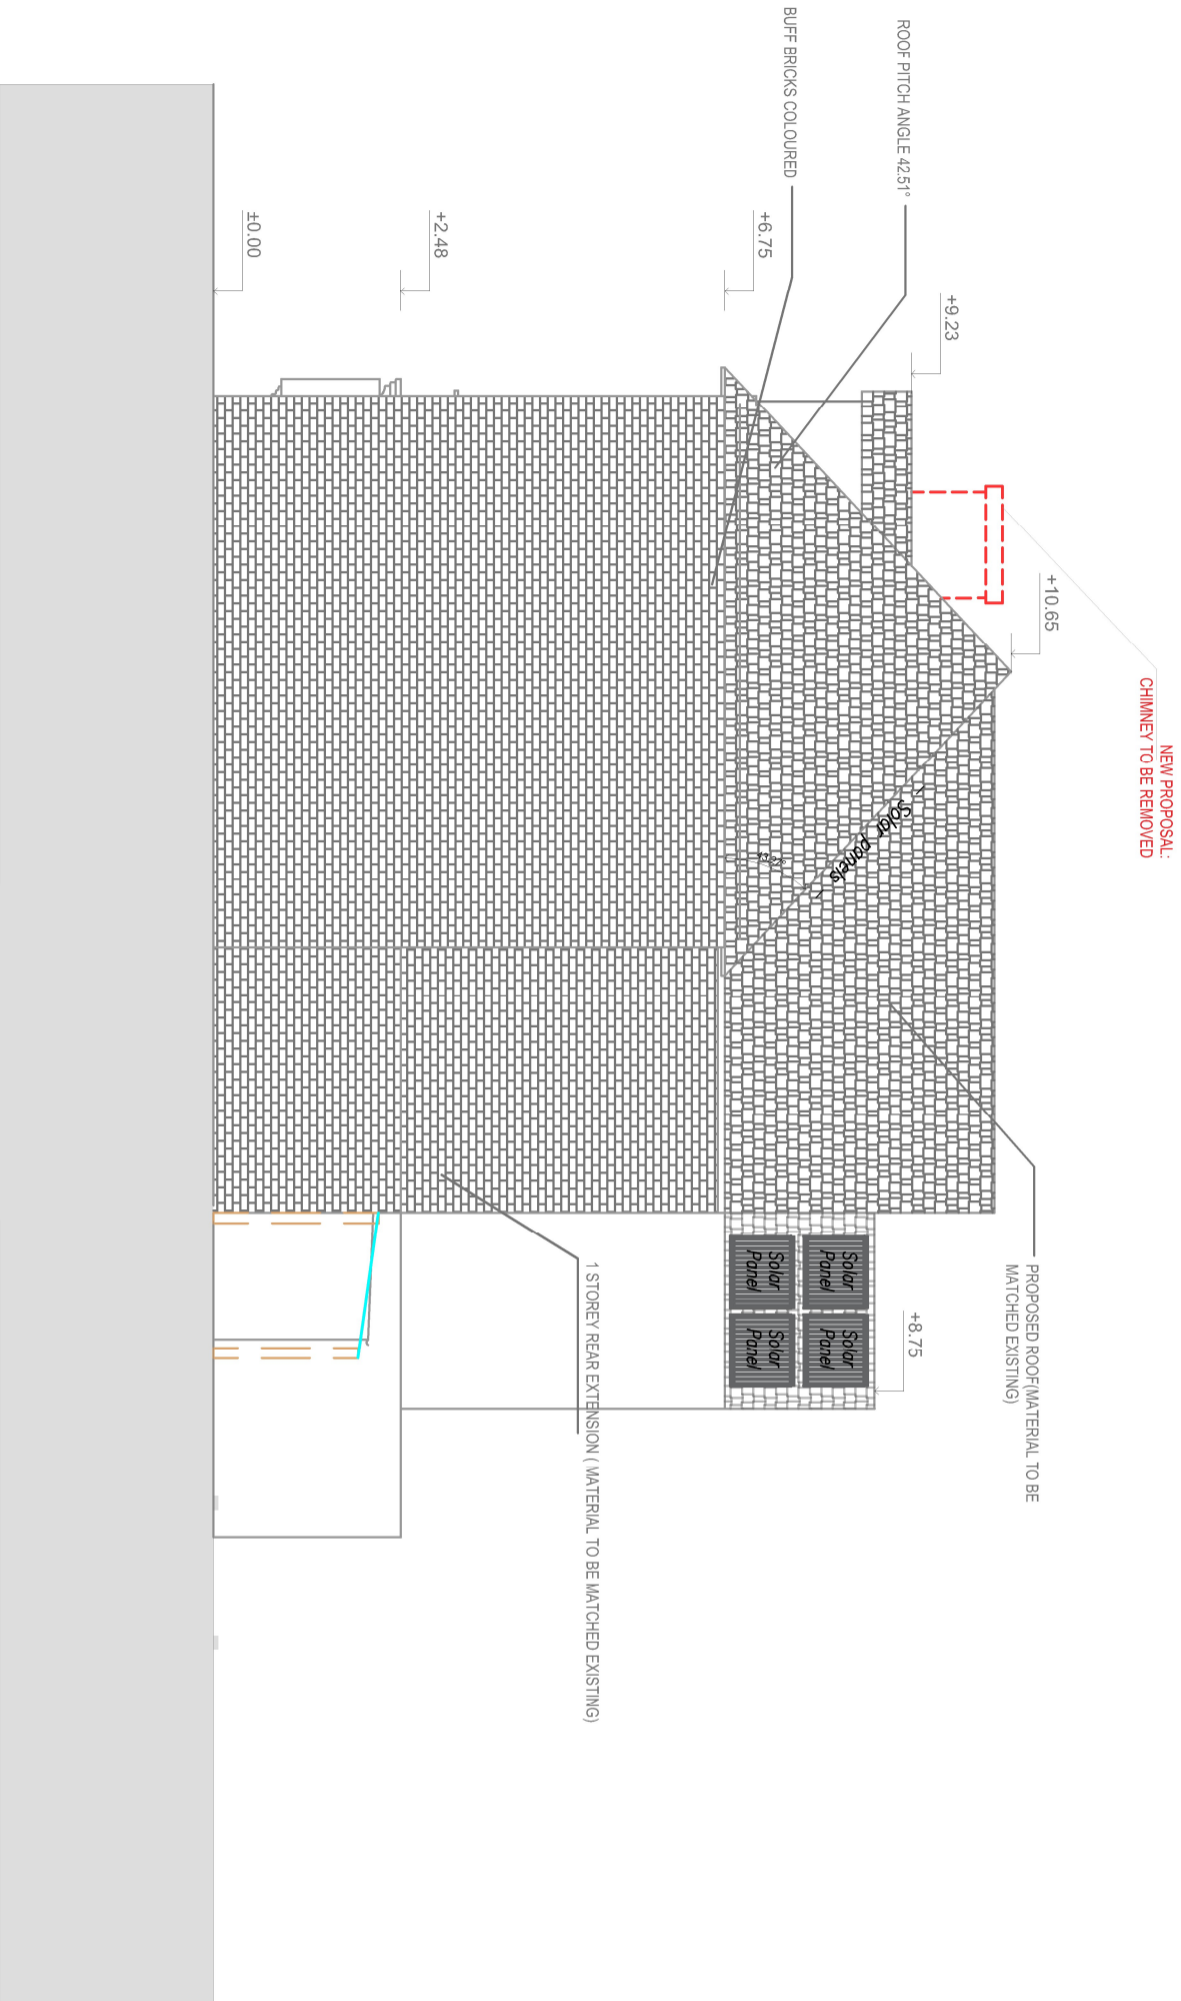 NEW PROPOSAL:
CHIMNEY TO BE REMOVED
+10.65
+9.23
ROOF PITCH ANGLE 42.51°
BUFF BRICKS COLOURED
+6.75
+2.48
±0.00
Solar panels
43.27°
PROPOSED ROOF(MATERIAL TO BE
MATCHED EXISTING)
+8.75
Solar
Panel
Solar
Panel
Solar
Panel
Solar
Panel
1 STOREY REAR EXTENSION ( MATERIAL TO BE MATCHED EXISTING)